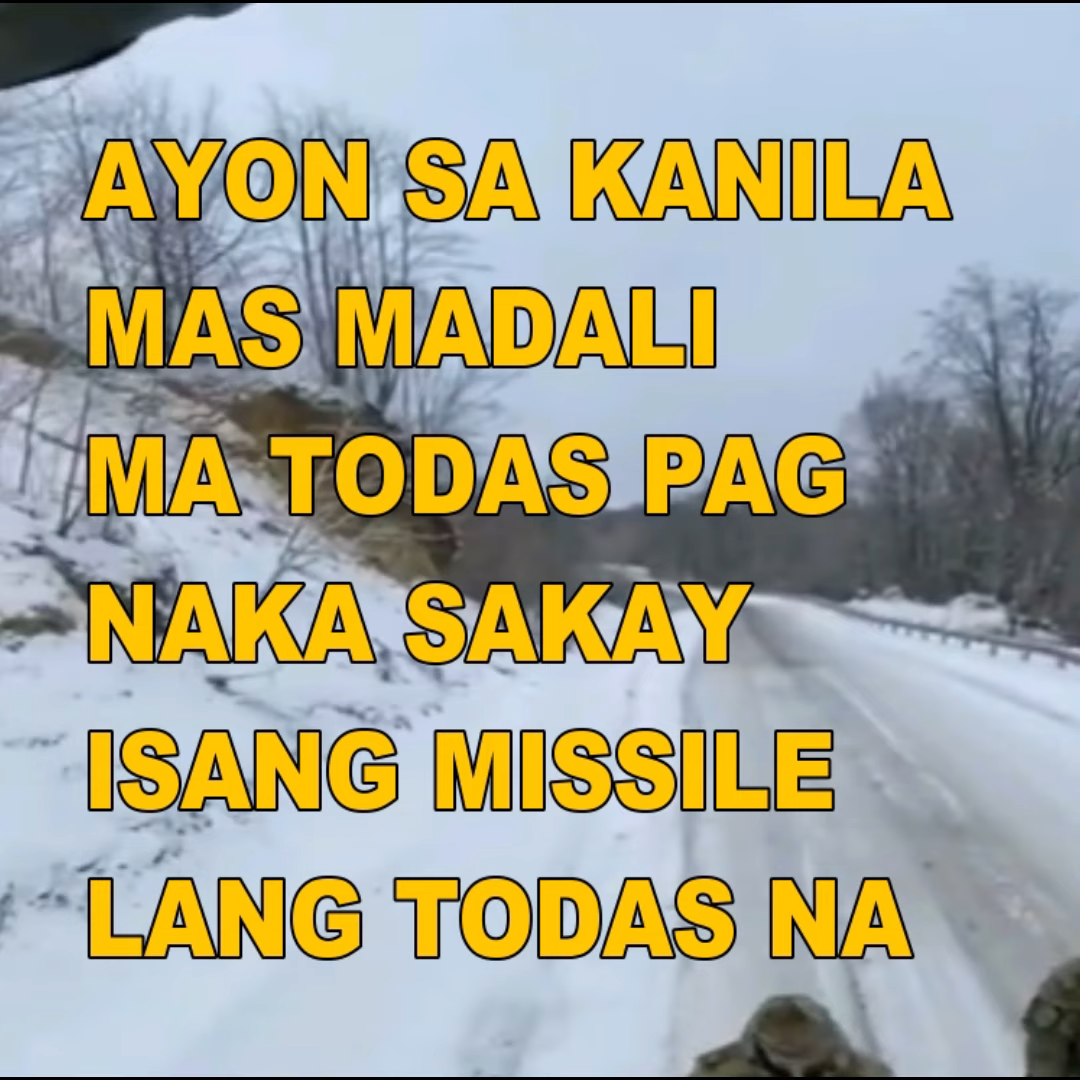 AYON SA KANILA
MAS MADALI
MA TODAS PAG
NAKA SAKAY
ISANG MISSILE
LANG TODAS NA